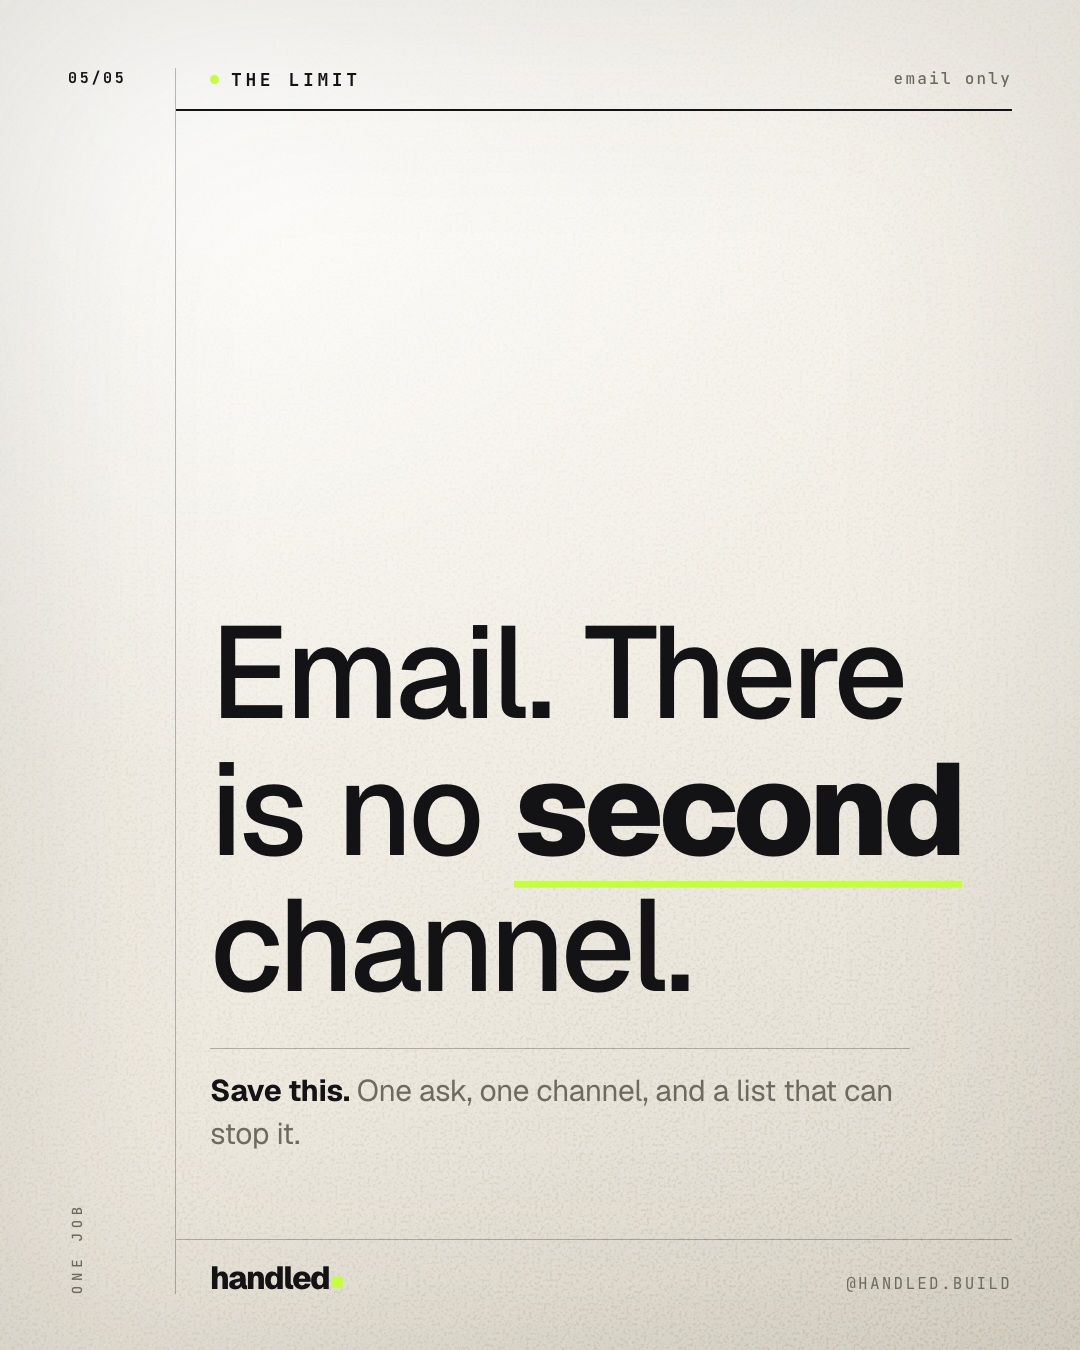 05/05
THE LIMIT
email only
Email. There
is no second
channel.
Save this. One ask, one channel, and a list that can
stop it.
ONE JOB
handled.
@HANDLED.BUILD